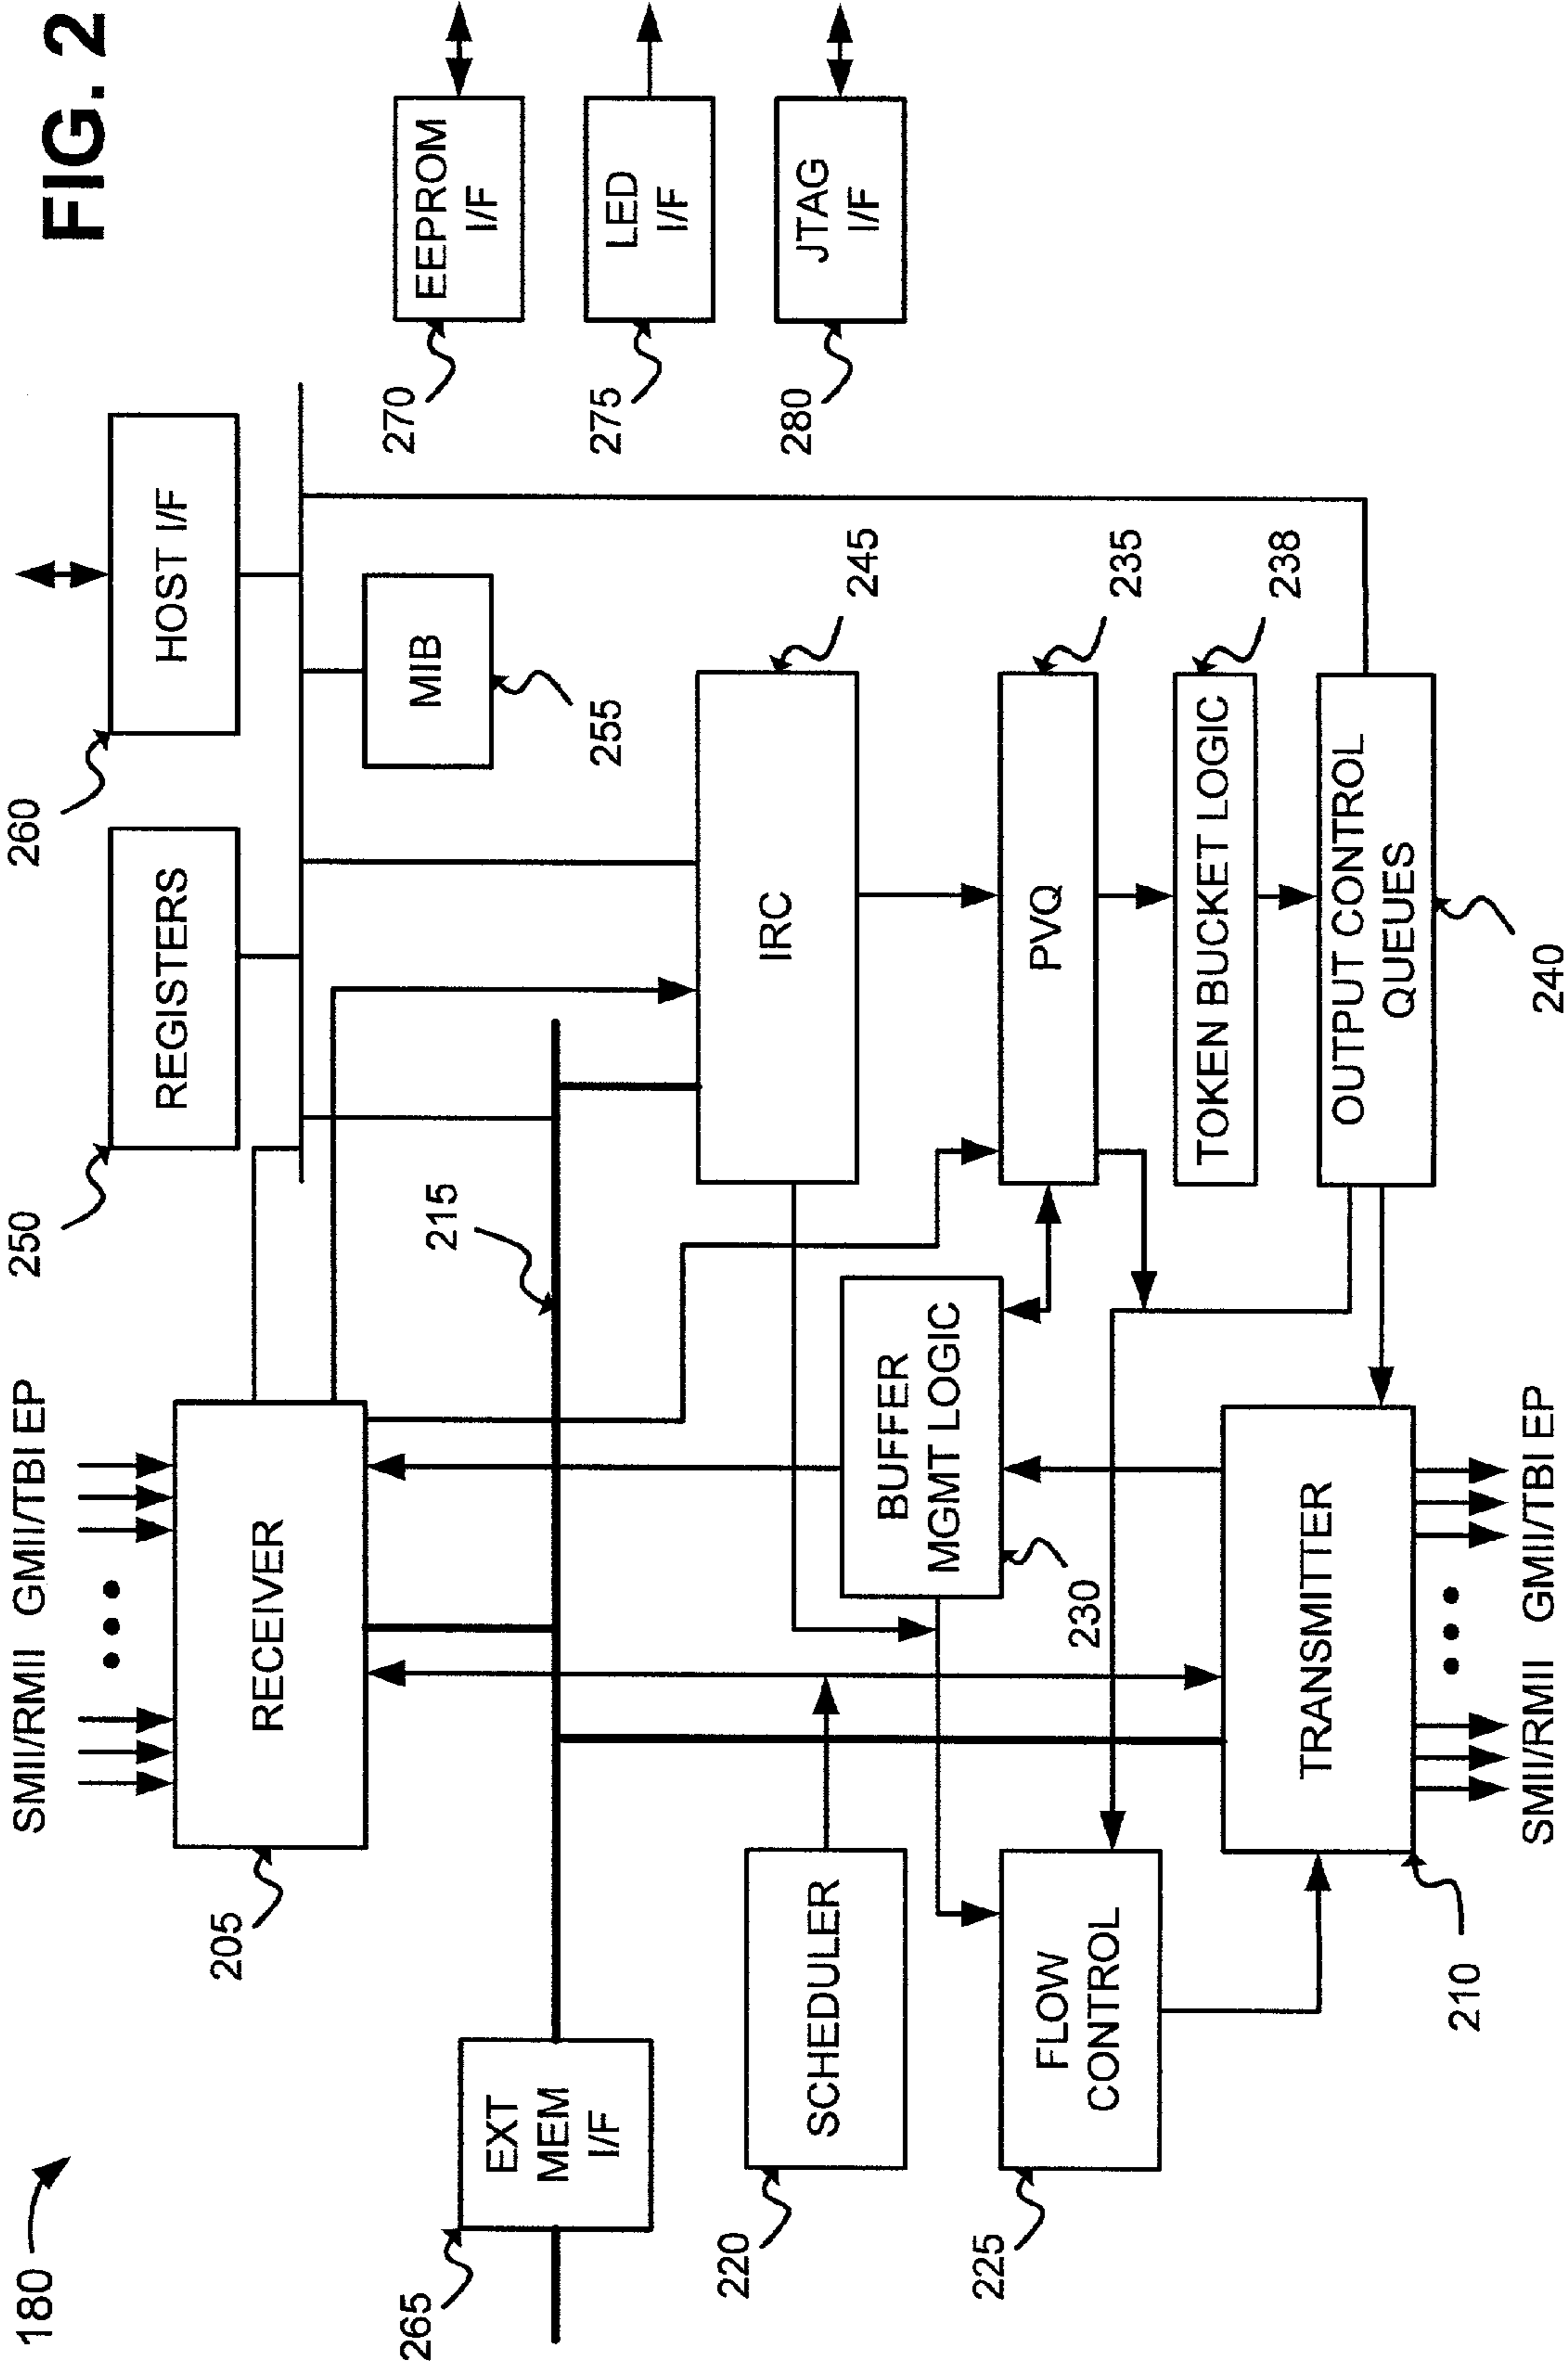 FIG. 2
180
SMII/RMII
GMII/TBI EP
250
260
REGISTERS
HOST I/F
RECEIVER
205
MIB
255
215
EXT
MEM
I/F
265
EEPROM
I/F
270
LED
I/F
275
JTAG
I/F
280
IRC
245
SCHEDULER
220
BUFFER
MGMT LOGIC
230
PVQ
235
FLOW
CONTROL
225
TOKEN BUCKET LOGIC
238
TRANSMITTER
210
OUTPUT CONTROL
QUEUES
240
SMII/RMII
GMII/TBI EP